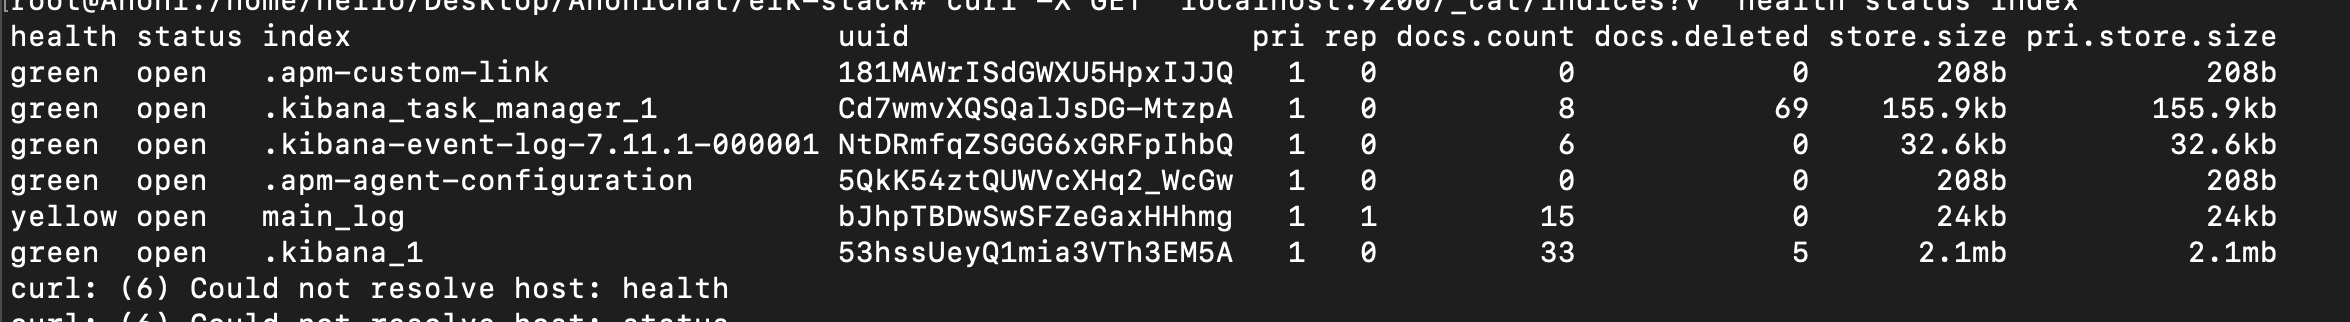 [root@Anoni:/home/hello/Desktop/AnoniChat/elk-stack# curl -X GET "localhost:9200/_cat/indices?v" health status index
health status index                           uuid                   pri rep docs.count docs.deleted store.size pri.store.size
green  open   .apm-custom-link                181MAWrISdGWXU5HpxIJJQ   1   0          0            0       208b           208b
green  open   .kibana_task_manager_1          Cd7wmvXQSQalJsDG-MtzpA   1   0          8           69    155.9kb        155.9kb
green  open   .kibana-event-log-7.11.1-000001 NtDRmfqZSGGG6xGRFpIhbQ   1   0          6            0     32.6kb         32.6kb
green  open   .apm-agent-configuration        5QkK54ztQUWVcXHq2_WcGw   1   0          0            0       208b           208b
yellow open   main_log                        bJhpTBDwSwSFZeGaxHHhmg   1   1         15            0       24kb           24kb
green  open   .kibana_1                       53hssUeyQ1mia3VTh3EM5A   1   0         33            5      2.1mb          2.1mb
curl: (6) Could not resolve host: health
curl: (6) Could not resolve host: status